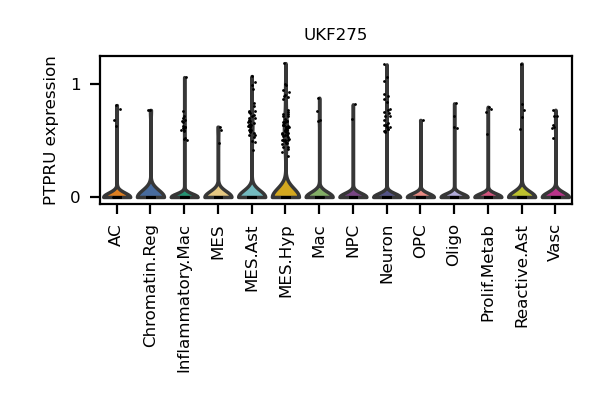 UKF275
PTPRU expression
1
0
AC
Chromatin.Reg
Inflammatory.Mac
MES
MES.Ast
MES.Hyp
Mac
NPC
Neuron
OPC
Oligo
Prolif.Metab
Reactive.Ast
Vasc